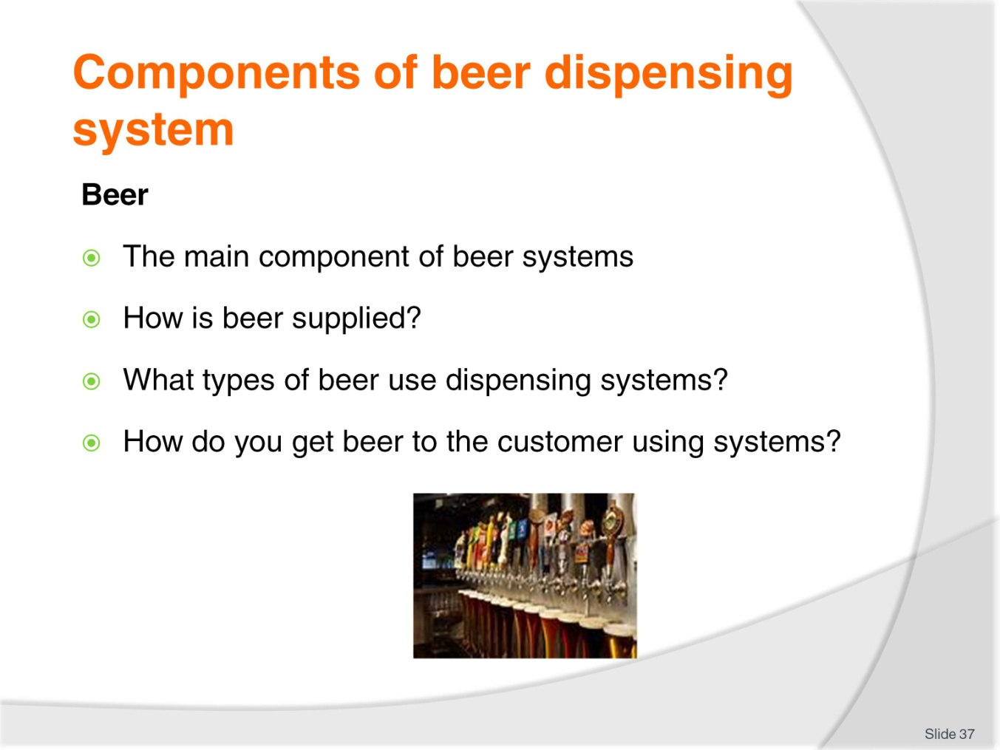 Components of beer dispensing
system
Beer
The main component of beer systems
How is beer supplied?
What types of beer use dispensing systems?
How do you get beer to the customer using systems?
Slide 37